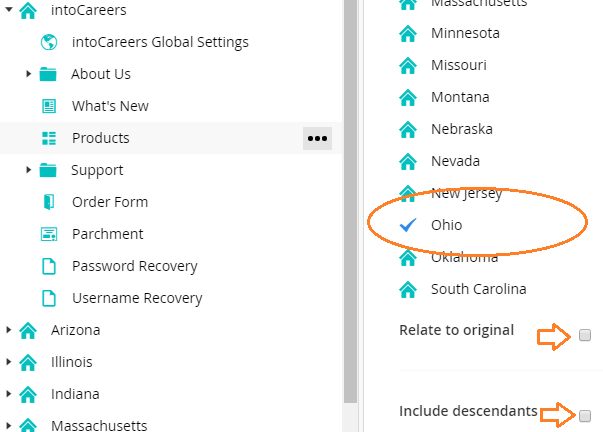 intoCareers
intoCareers Global Settings
About Us
What's New
Products
Support
Order Form
Parchment
Password Recovery
Username Recovery
Arizona
Illinois
Indiana
Massachusetts
Massachusetts
Minnesota
Missouri
Montana
Nebraska
Nevada
New Jersey
Ohio
Oklahoma
South Carolina
Relate to original
Include descendants